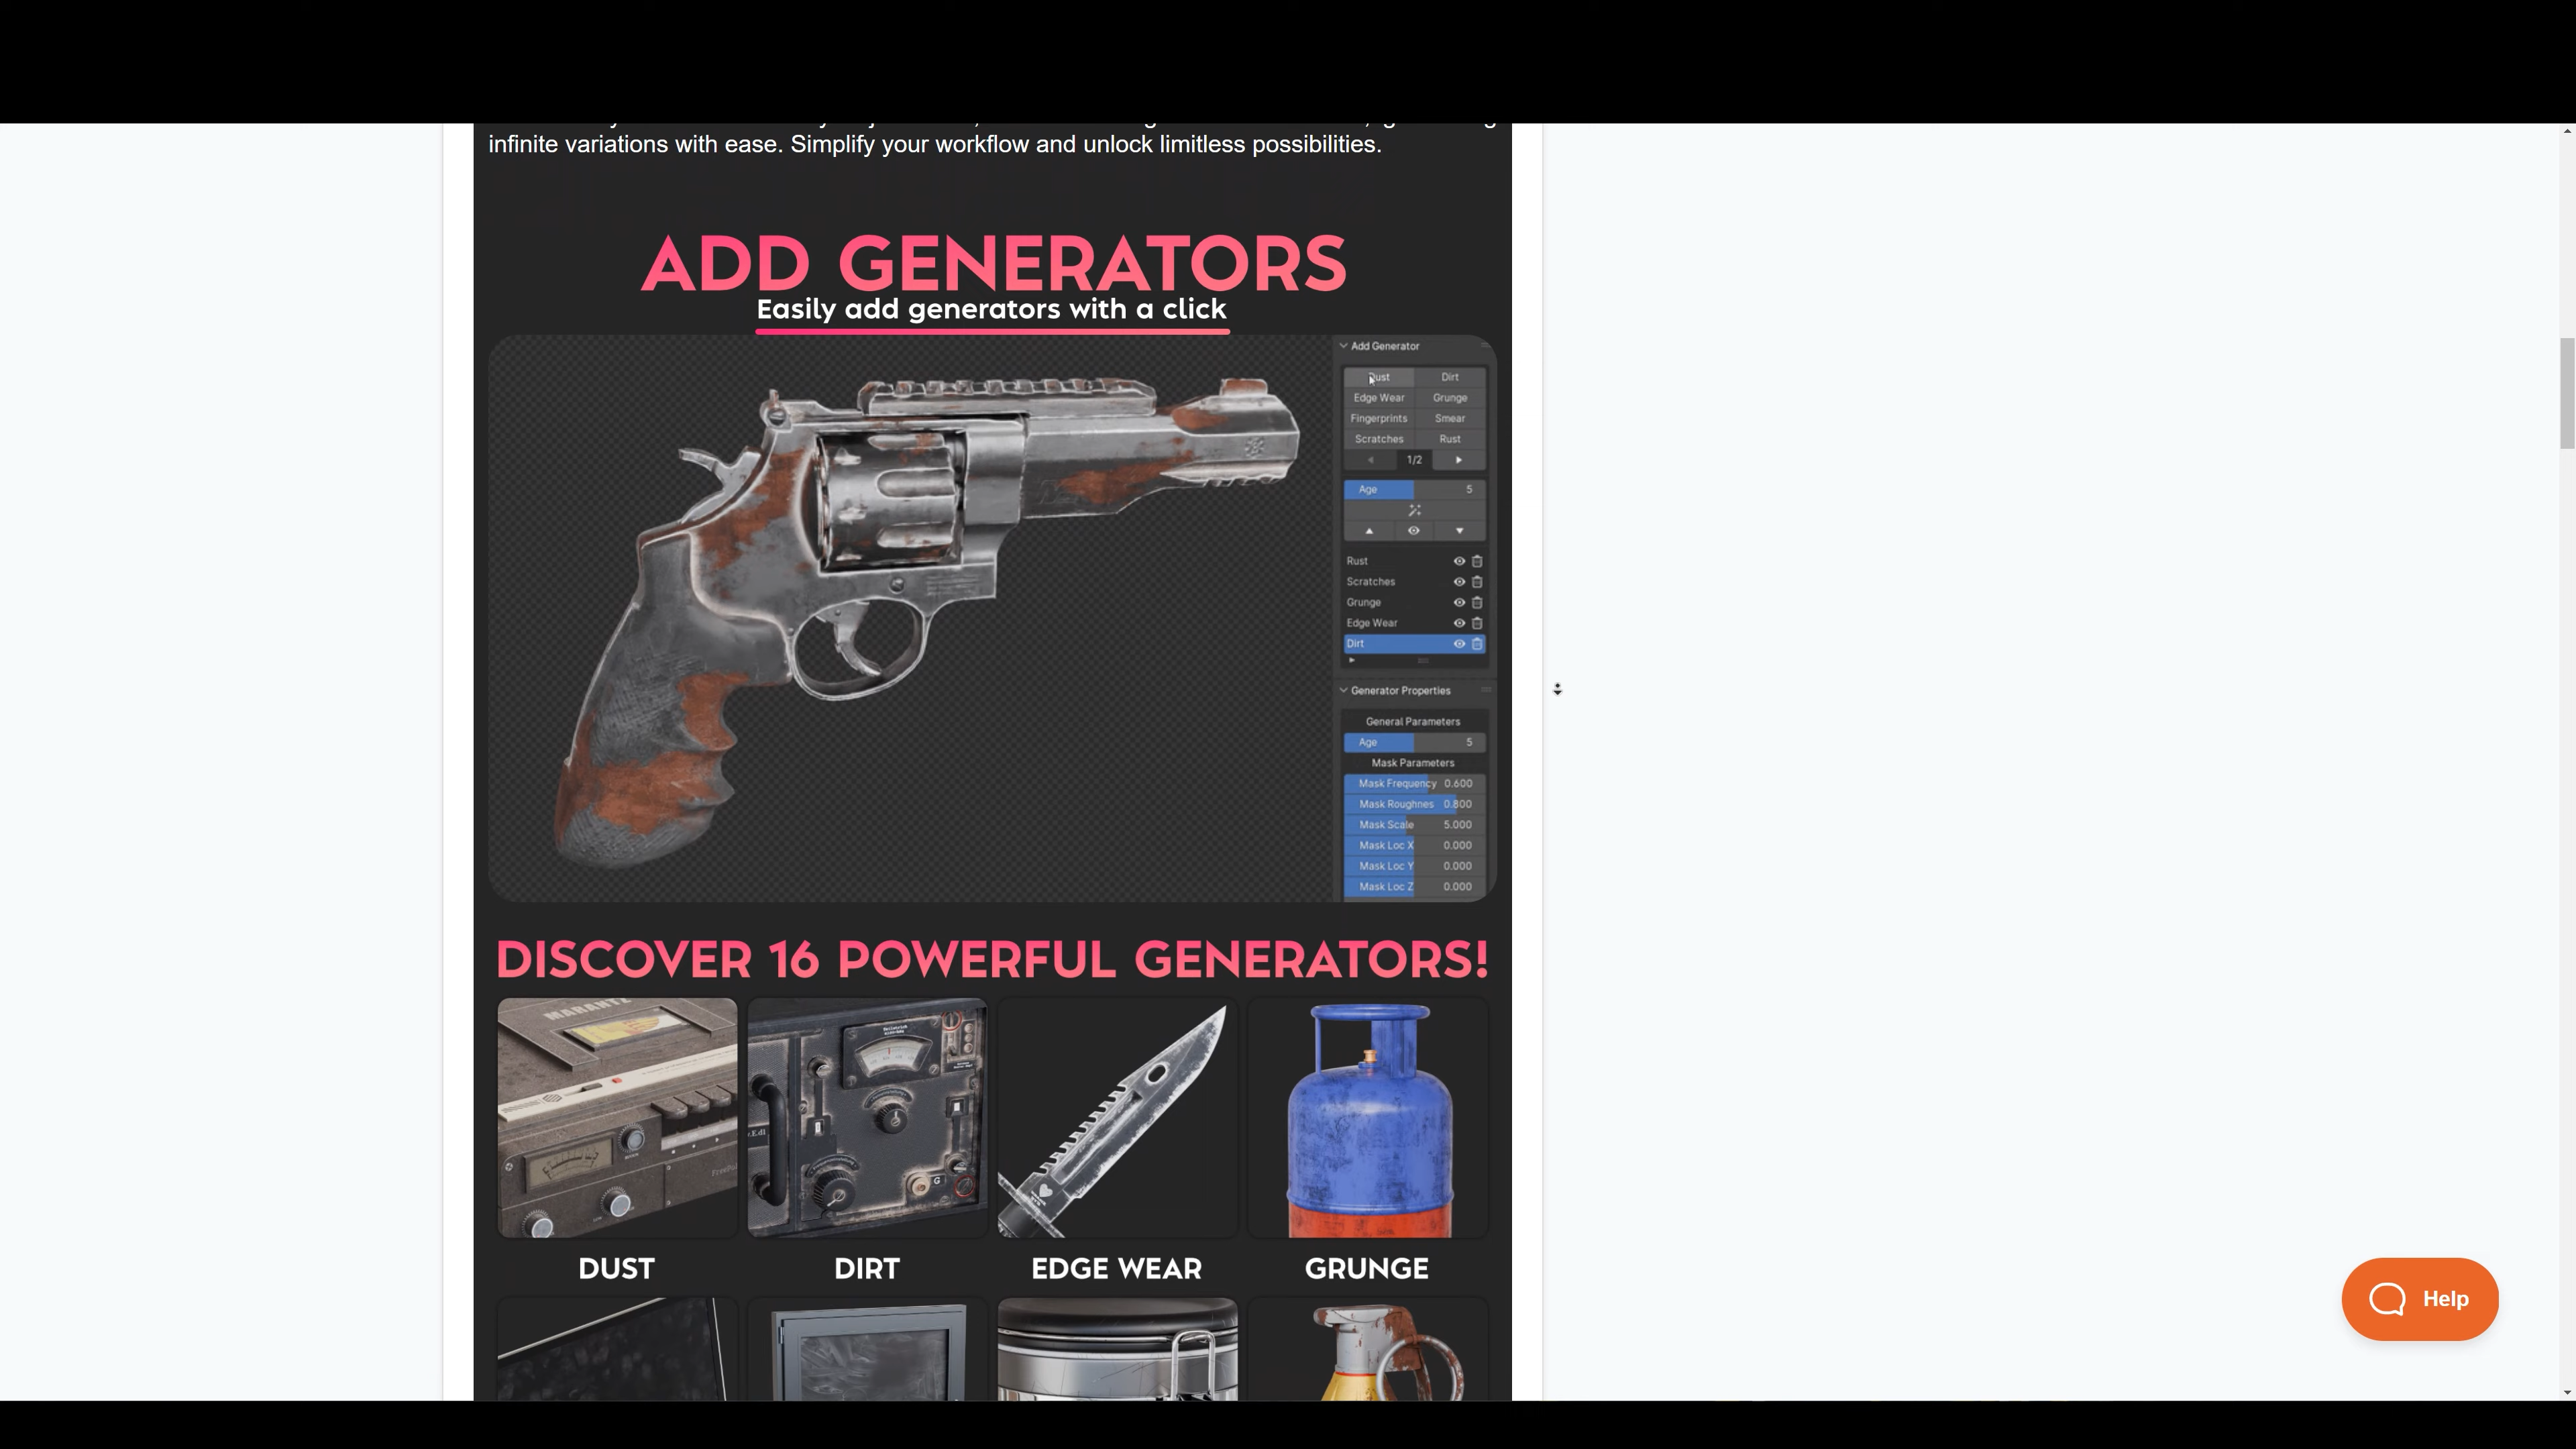 infinite variations with ease. Simplify your workflow and unlock limitless possibilities.
ADD GENERATORS
Easily add generators with a click
Add Generator
Dust Dirt
Edge Wear Grunge
Fingerprints Smear
Scratches Rust
1/2
Age 5
Rust
Scratches
Grunge
Edge Wear
Dirt
Generator Properties
General Parameters
Age 5
Mask Parameters
Mask Frequency 0.600
Mask Roughnes 0.800
Mask Scale 5.000
Mask Loc X 0.000
Mask Loc Y 0.000
Mask Loc Z 0.000
DISCOVER 16 POWERFUL GENERATORS!
MARANTZ
G
DUST DIRT EDGE WEAR GRUNGE
Help